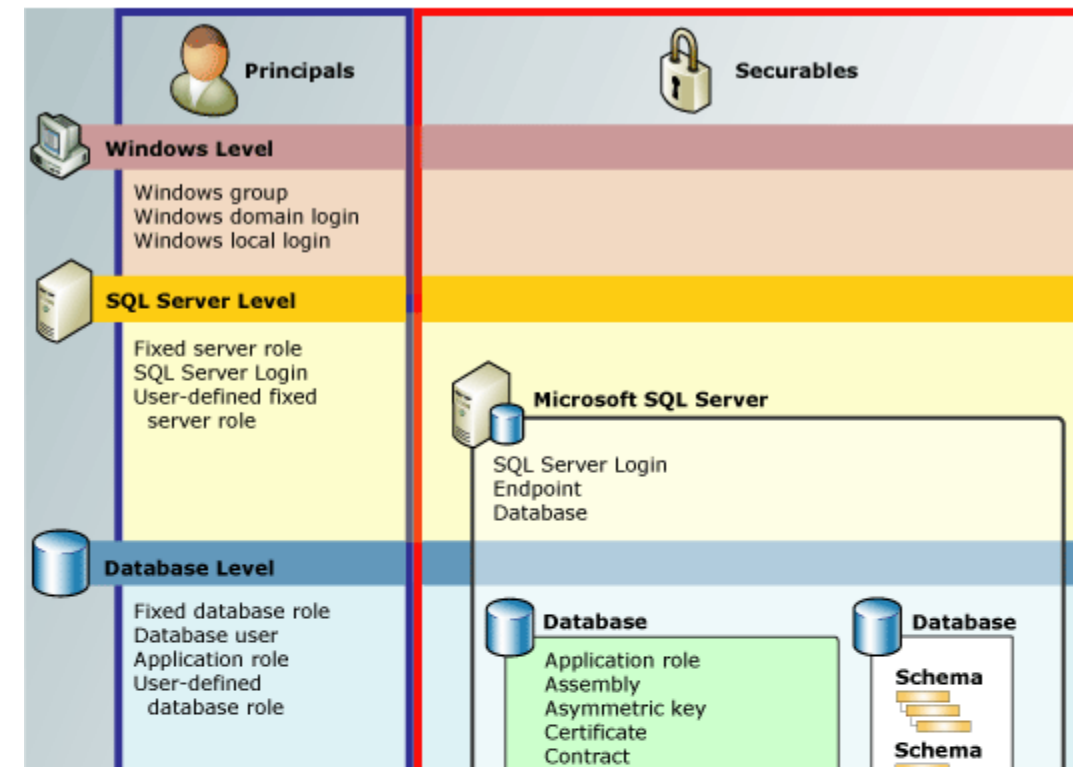 Principals
Securables
Windows Level
Windows group
Windows domain login
Windows local login
SQL Server Level
Fixed server role
SQL Server Login
User-defined fixed
server role
Microsoft SQL Server
SQL Server Login
Endpoint
Database
Database Level
Fixed database role
Database user
Application role
User-defined
database role
Database
Application role
Assembly
Asymmetric key
Certificate
Contract
Database
Schema
Schema